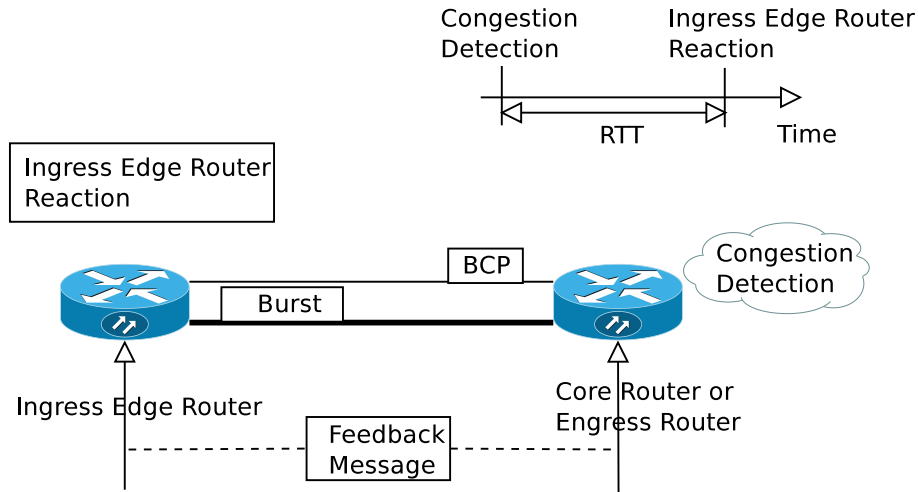 Congestion
Detection
Ingress Edge Router
Reaction
RTT
Time
Ingress Edge Router
Reaction
BCP
Burst
Congestion
Detection
Ingress Edge Router
Core Router or
Engress Router
Feedback
Message